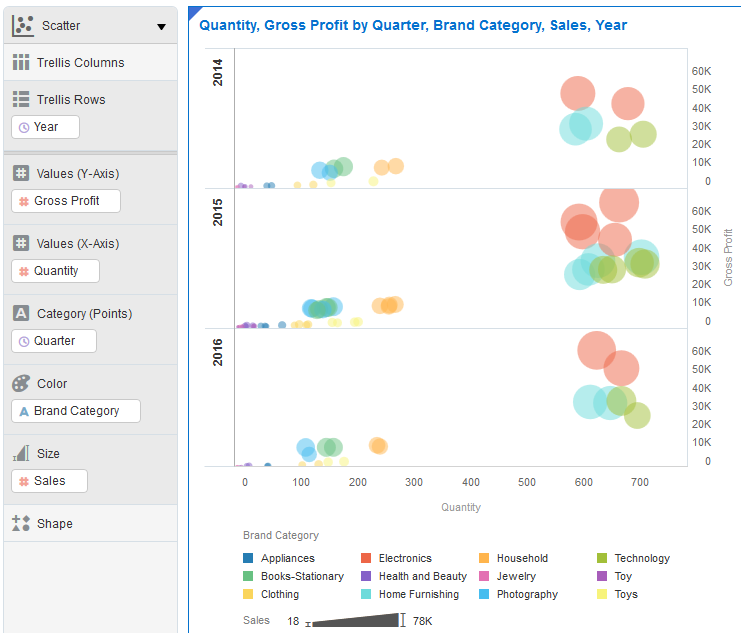 Scatter
Trellis Columns
Trellis Rows
Year
Values (Y-Axis)
Gross Profit
Values (X-Axis)
Quantity
Category (Points)
Quarter
Color
Brand Category
Size
Sales
Shape
Quantity, Gross Profit by Quarter, Brand Category, Sales, Year
2014
60K
50K
40K
30K
20K
10K
0
2015
60K
50K
40K
30K
20K
10K
0
2016
60K
50K
40K
30K
20K
10K
0
Gross Profit
0 100 200 300 400 500 600 700
Quantity
Brand Category
Appliances Electronics Household Technology
Books-Stationary Health and Beauty Jewelry Toy
Clothing Home Furnishing Photography Toys
Sales 18 78K